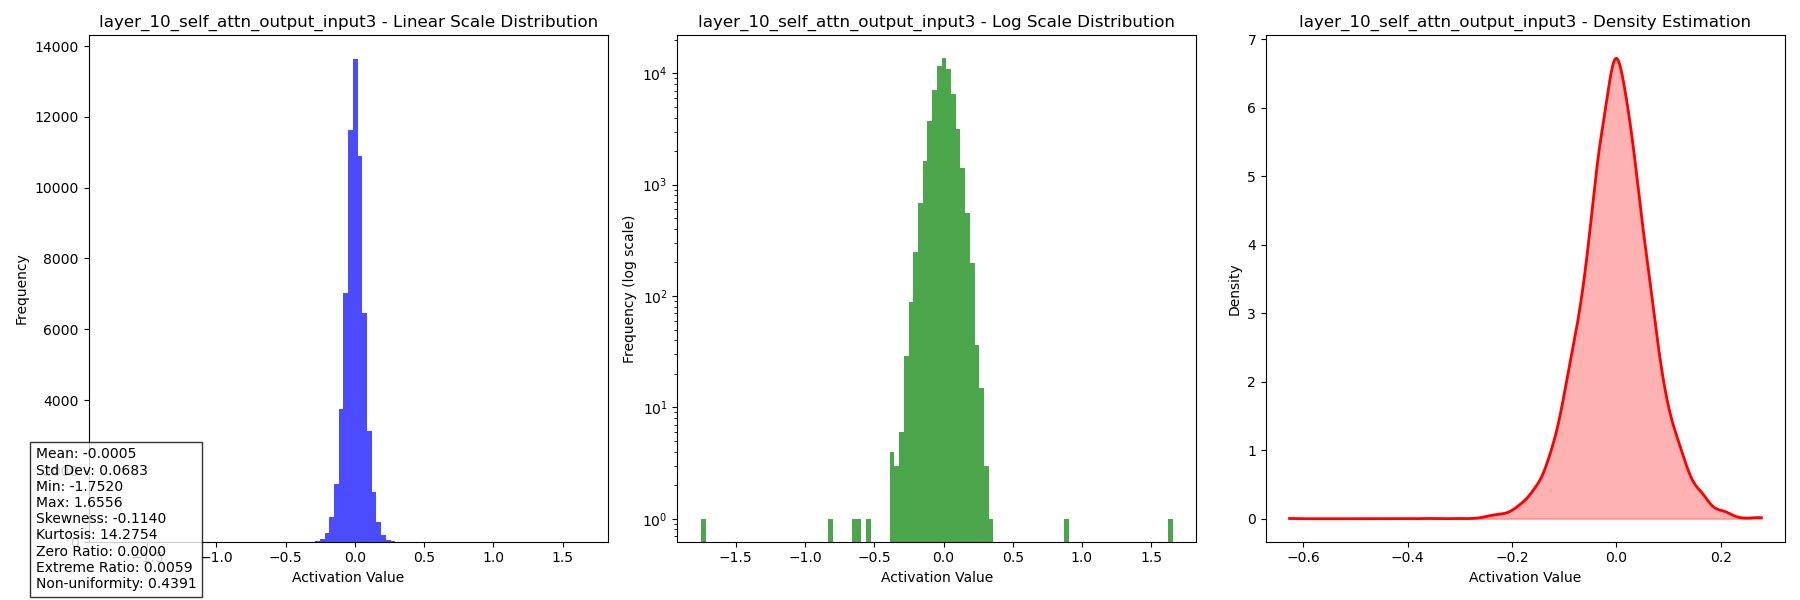 layer_10_self_attn_output_input3 - Linear Scale Distribution
14000
12000
10000
8000
6000
4000
Frequency
−1.0
−0.5
0.0
0.5
1.0
1.5
Activation Value
Mean: -0.0005
Std Dev: 0.0683
Min: -1.7520
Max: 1.6556
Skewness: -0.1140
Kurtosis: 14.2754
Zero Ratio: 0.0000
Extreme Ratio: 0.0059
Non-uniformity: 0.4391
layer_10_self_attn_output_input3 - Log Scale Distribution
10^4
10^3
10^2
10^1
10^0
Frequency (log scale)
−1.5
−1.0
−0.5
0.0
0.5
1.0
1.5
Activation Value
layer_10_self_attn_output_input3 - Density Estimation
7
6
5
4
3
2
1
0
Density
−0.6
−0.4
−0.2
0.0
0.2
Activation Value